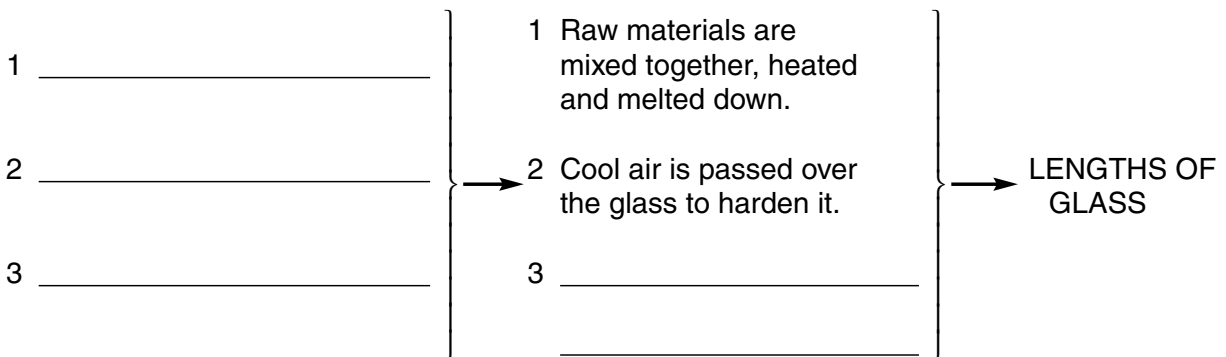 1
2
3
1 Raw materials are
mixed together, heated
and melted down.
2 Cool air is passed over
the glass to harden it.
3
LENGTHS OF
GLASS